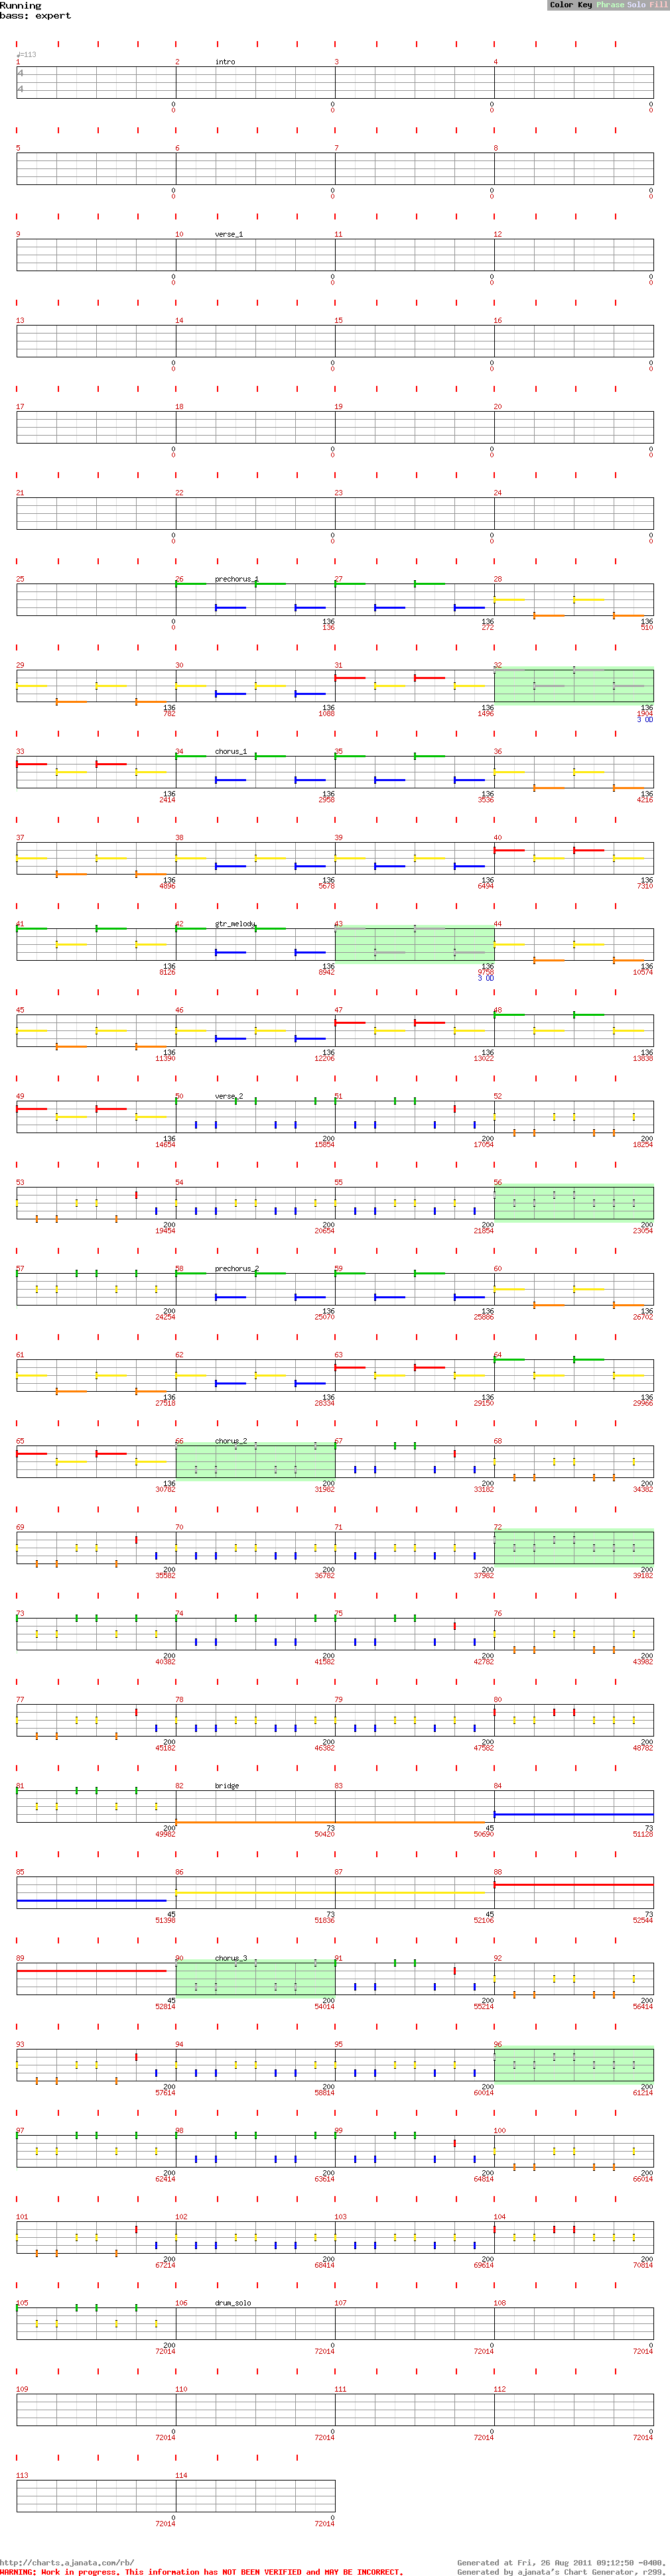 Running
bass: expert
Color Key Phrase Solo Fill
♩=113
1 intro 2 3 4
4
4
0 0 0 0
0 0 0 0
5 6 7 8
0 0 0 0
0 0 0 0
9 10 verse_1 11 12
0 0 0 0
0 0 0 0
13 14 15 16
0 0 0 0
0 0 0 0
17 18 19 20
0 0 0 0
0 0 0 0
21 22 23 24
0 0 0 0
0 0 0 0
25 26 prechorus_1 27 28
0 136 136 136
0 136 272 510
29 30 31 32
136 136 136 136
782 1088 1496 1904
3 OD
33 34 chorus_1 35 36
136 136 136 136
2414 2958 3536 4216
37 38 39 40
136 136 136 136
4896 5678 6494 7310
41 42 gtr_melody 43 44
136 136 136 136
8126 8942 9758 10574
3 OD
45 46 47 48
136 136 136 136
11390 12206 13022 13838
49 50 verse_2 51 52
136 200 200 200
14654 15854 17054 18254
53 54 55 56
200 200 200 200
19454 20654 21854 23054
57 58 prechorus_2 59 60
200 136 136 136
24254 25070 25886 26702
61 62 63 64
136 136 136 136
27518 28334 29150 29966
65 66 chorus_2 67 68
136 200 200 200
30782 31982 33182 34382
69 70 71 72
200 200 200 200
35582 36782 37982 39182
73 74 75 76
200 200 200 200
40382 41582 42782 43982
77 78 79 80
200 200 200 200
45182 46382 47582 48782
81 82 bridge 83 84
200 73 45 73
49982 50420 50690 51128
85 86 87 88
45 73 45 73
51398 51836 52106 52544
89 90 chorus_3 91 92
45 200 200 200
52814 54014 55214 56414
93 94 95 96
200 200 200 200
57614 58814 60014 61214
97 98 99 100
200 200 200 200
62414 63614 64814 66014
101 102 103 104
200 200 200 200
67214 68414 69614 70814
105 106 drum_solo 107 108
200 0 0 0
72014 72014 72014 72014
109 110 111 112
0 0 0 0
72014 72014 72014 72014
113 114
0 0
72014 72014
http://charts.ajanata.com/rb/
Generated at Fri, 26 Aug 2011 09:12:50 -0400.
WARNING: Work in progress. This information has NOT BEEN VERIFIED and MAY BE INCORRECT.
Generated by ajanata's Chart Generator, r299.